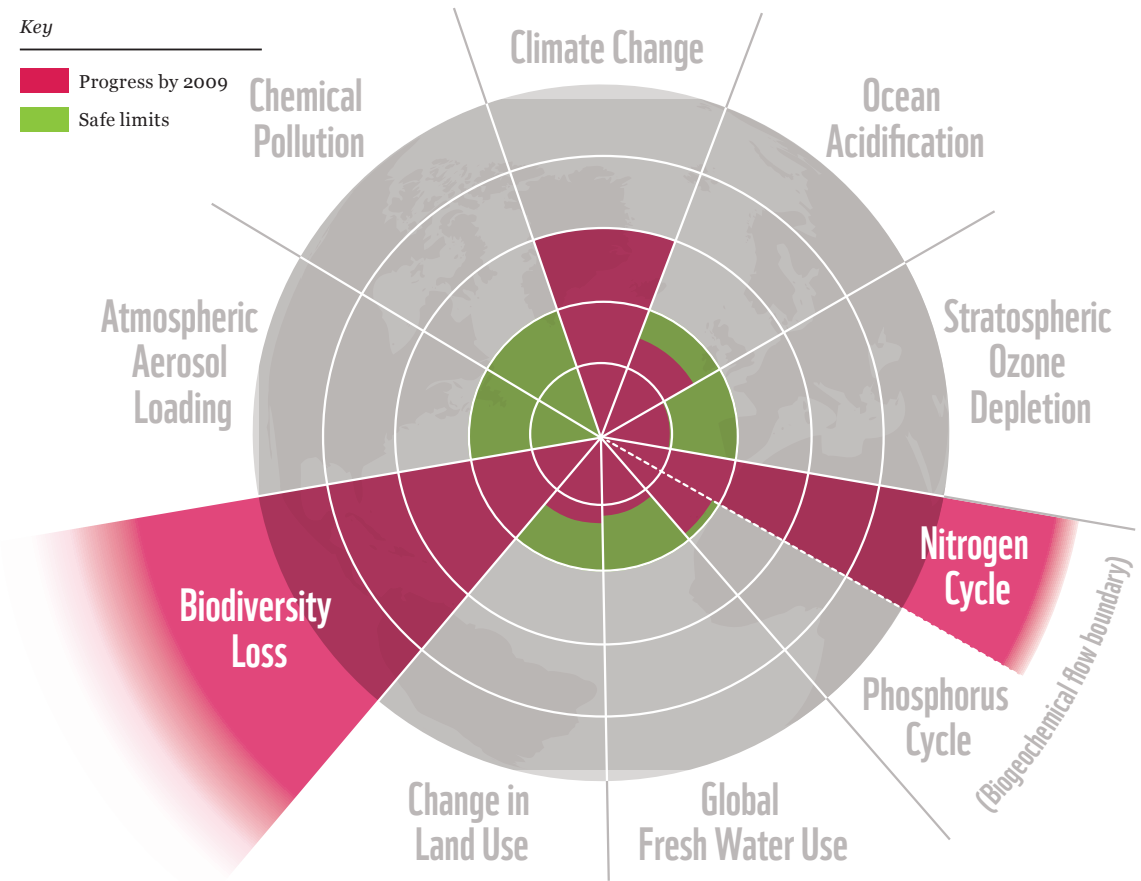 Key
Progress by 2009
Safe limits
Climate Change
Chemical
Pollution
Ocean
Acidification
Atmospheric
Aerosol
Loading
Stratospheric
Ozone
Depletion
Nitrogen
Cycle
Biodiversity
Loss
(Biogeochemical flow boundary)
Phosphorus
Cycle
Change in
Land Use
Global
Fresh Water Use